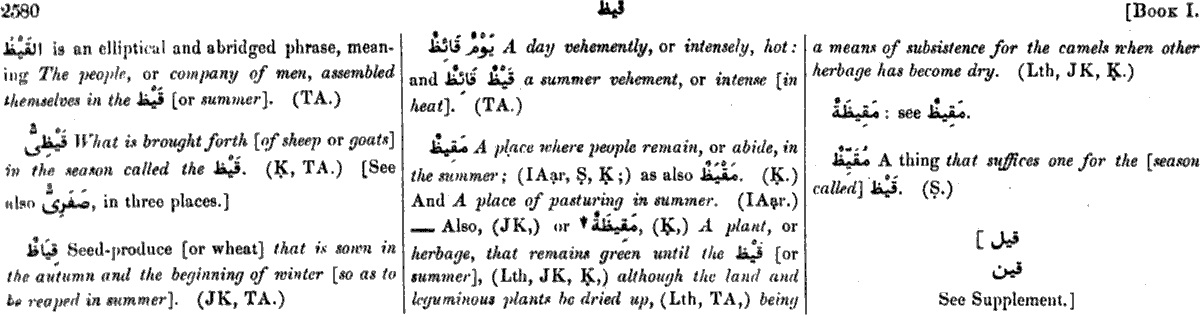 2580
قيظ
[BOOK I.
القَيْظُ is an elliptical and abridged phrase, mean-
ing The people, or company of men, assembled
themselves in the قَيْظ [or summer]. (TA.)
قَيْظِىٌّ What is brought forth [of sheep or goats]
in the season called the قَيْظ. (Ḳ, TA.) [See
also صَفَرِىٌّ, in three places.]
قِيَاظٌ Seed-produce [or wheat] that is sown in
the autumn and the beginning of winter [so as to
be reaped in summer]. (JK, TA.)
يَوْمٌ قَائِظٌ A day vehemently, or intensely, hot:
and قَيْظٌ قَائِظٌ a summer vehement, or intense [in
heat]. (TA.)
مَقِيظٌ A place where people remain, or abide, in
the summer; (IAạr, Ṣ, Ḳ;) as also مَقْيَظٌ. (Ḳ.)
And A place of pasturing in summer. (IAạr.)
— Also, (JK,) or ▾ مَقِيظَةٌ, (Ḳ,) A plant, or
herbage, that remains green until the قَيْظ [or
summer], (Lth, JK, Ḳ,) although the land and
leguminous plants be dried up, (Lth, TA,) being
a means of subsistence for the camels when other
herbage has become dry. (Lth, JK, Ḳ.)
مَقِيظَةٌ : see مَقِيظٌ.
مُقَيِّظٌ A thing that suffices one for the [season
called] قَيْظ. (Ṣ.)
[ قيل
قين
See Supplement.]